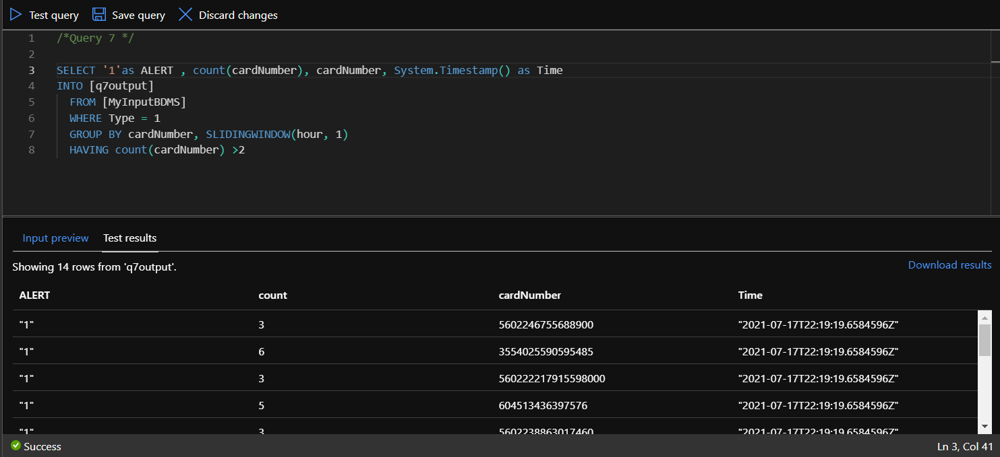 Test query Save query Discard changes
1 /*Query 7 */
2
3 SELECT '1'as ALERT , count(cardNumber), cardNumber, System.Timestamp() as Time
4 INTO [q7output]
5 FROM [MyInputBDMS]
6 WHERE Type = 1
7 GROUP BY cardNumber, SLIDINGWINDOW(hour, 1)
8 HAVING count(cardNumber) >2
Input preview Test results
Showing 14 rows from 'q7output'. Download results
ALERT count cardNumber Time
"1" 3 5602246755688900 "2021-07-17T22:19:19.6584596Z"
"1" 6 3554025590595485 "2021-07-17T22:19:19.6584596Z"
"1" 3 560222217915598000 "2021-07-17T22:19:19.6584596Z"
"1" 5 604513436397576 "2021-07-17T22:19:19.6584596Z"
"1" 3 5602238863017460 "2021-07-17T22:19:19.6584596Z"
Success Ln 3, Col 41